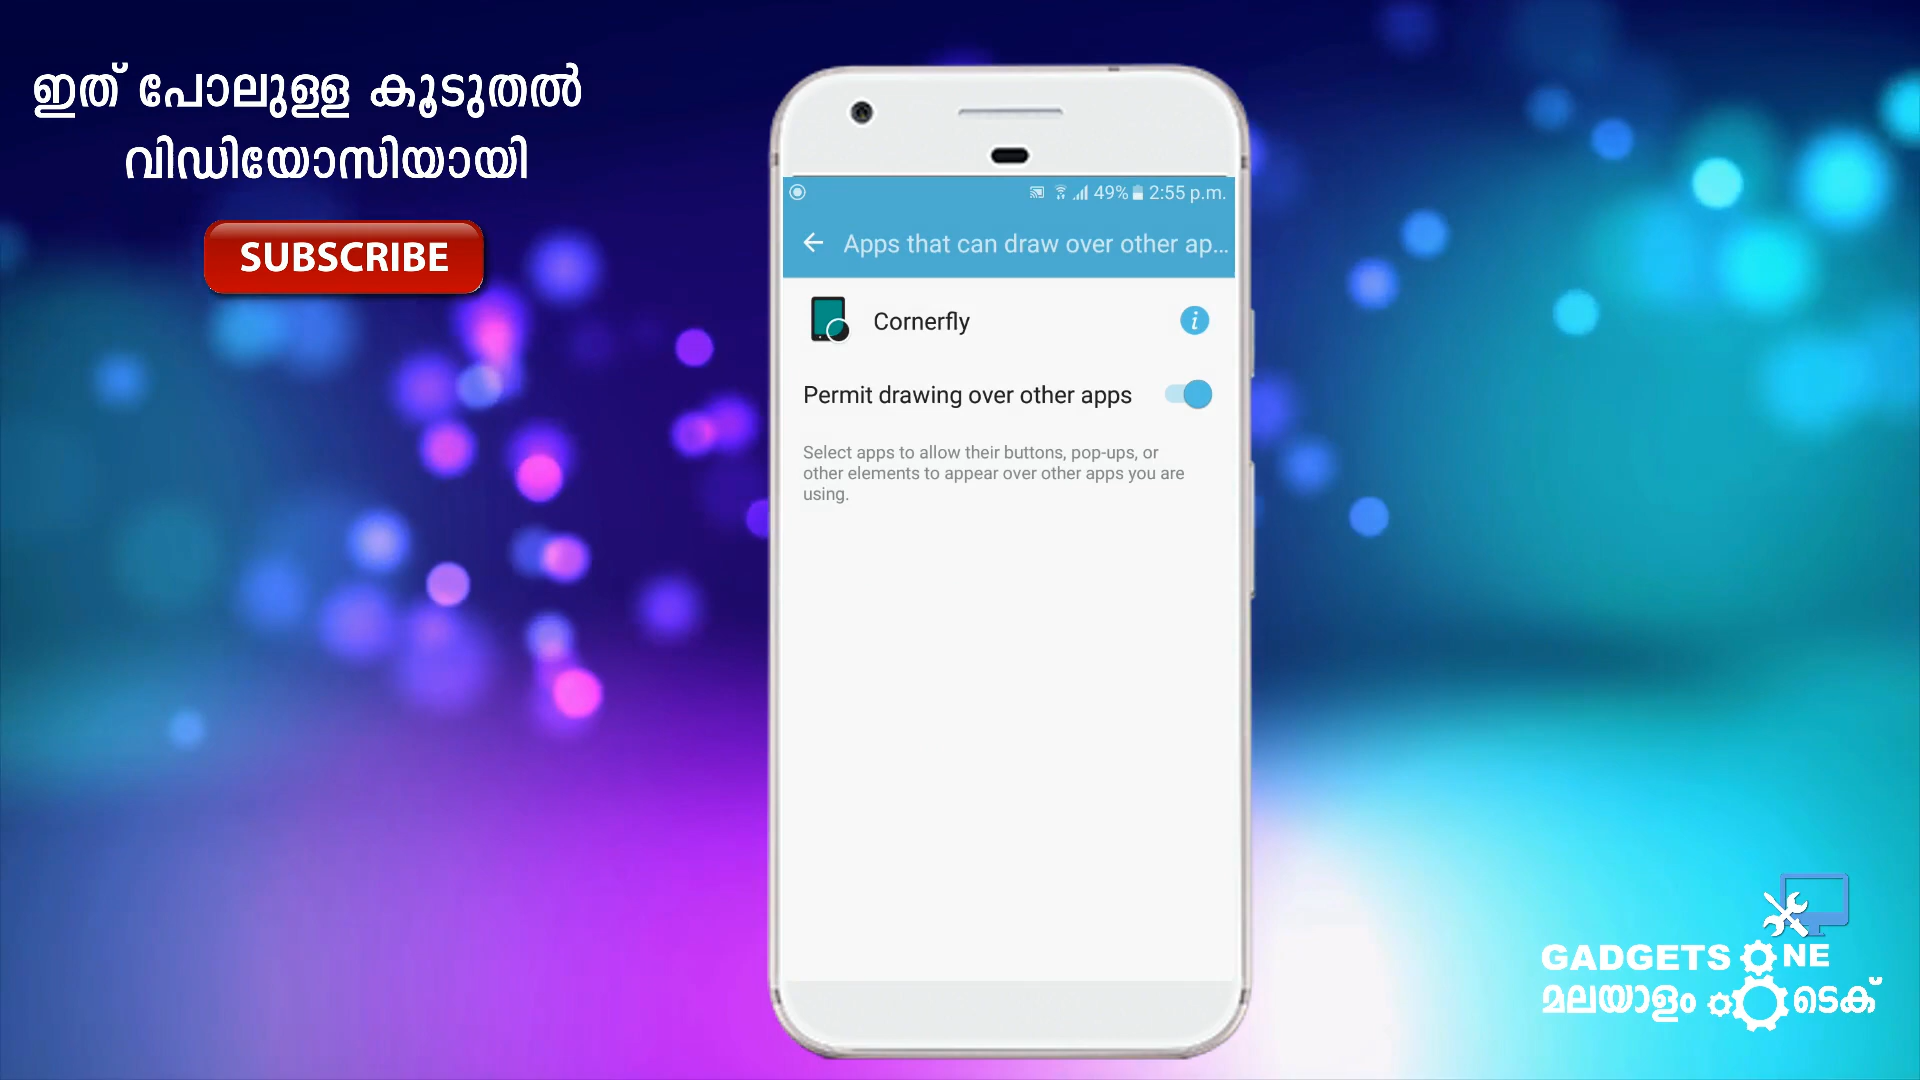 ഇത് പോലുള്ള കൂടുതൽ
വിഡിയോസിയായി
SUBSCRIBE
49% 2:55 p.m.
Apps that can draw over other ap...
Cornerfly
Permit drawing over other apps
Select apps to allow their buttons, pop-ups, or
other elements to appear over other apps you are
using.
GADGETS ONE
മലയാളം ടെക്